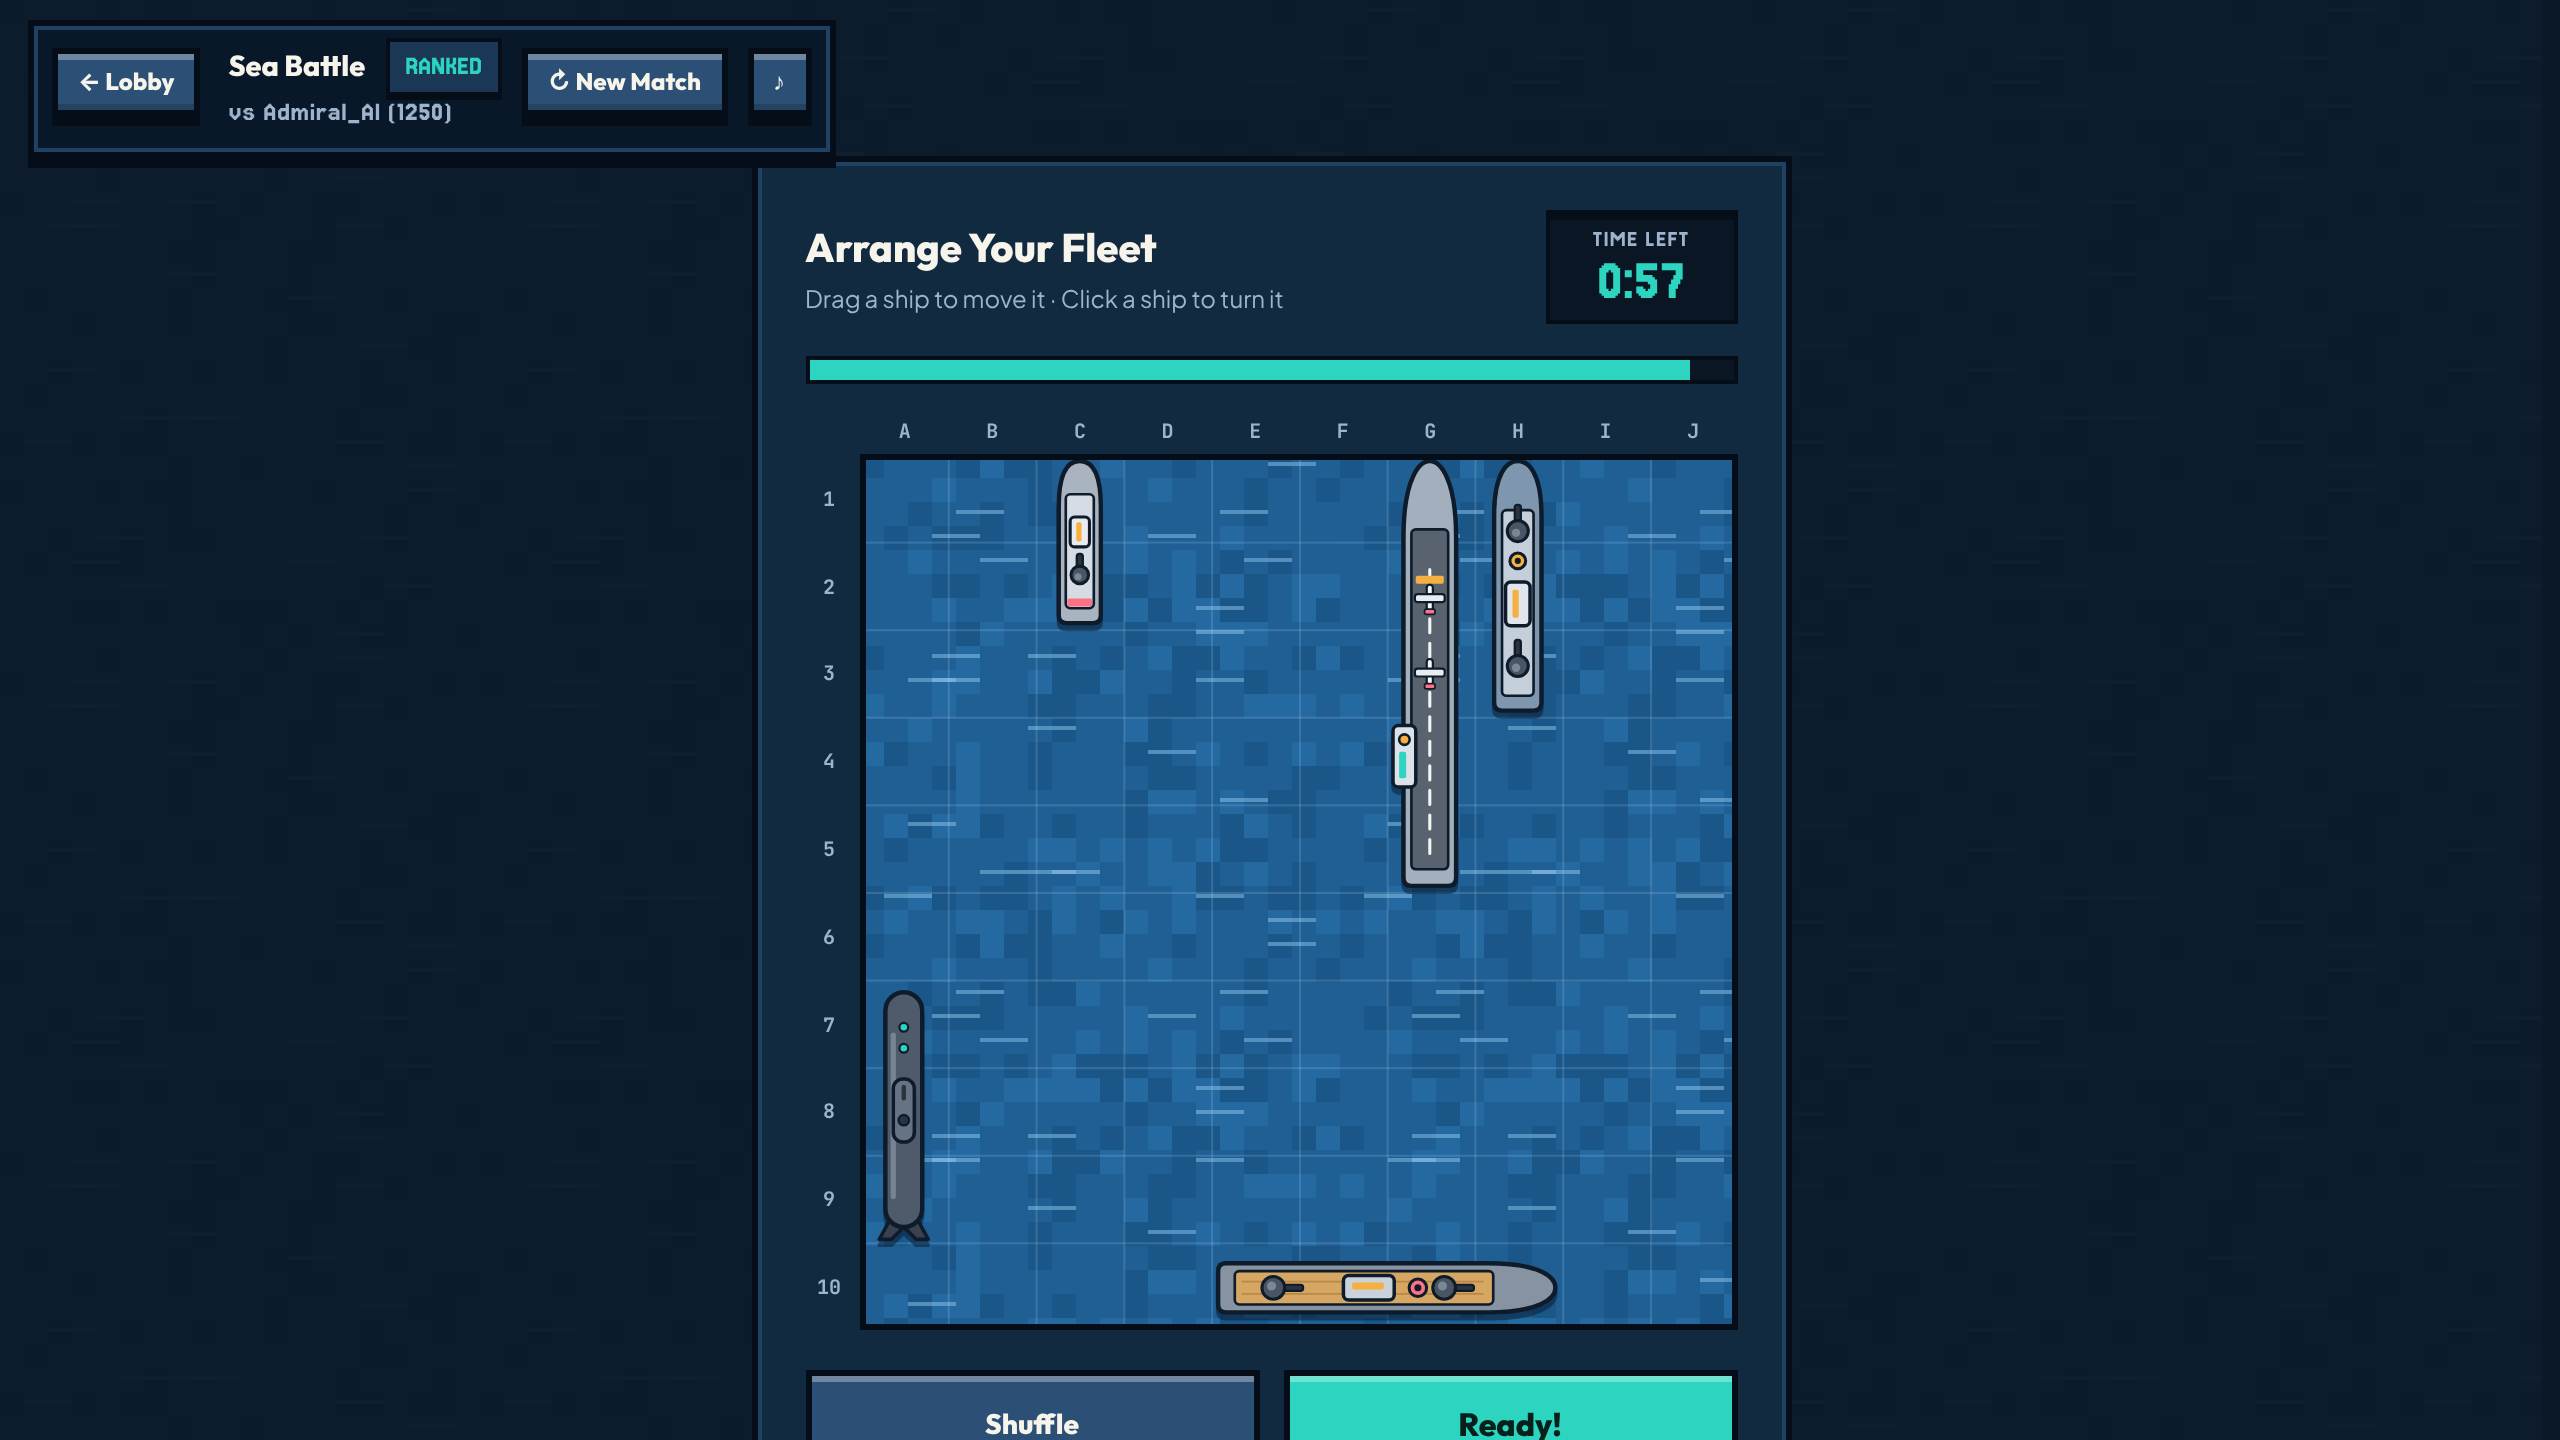 ← Lobby
Sea Battle
RANKED
vs Admiral_AI (1250)
↻ New Match
♪
Arrange Your Fleet
Drag a ship to move it · Click a ship to turn it
TIME LEFT
0:57
A B C D E F G H I J
1
2
3
4
5
6
7
8
9
10
Shuffle
Ready!